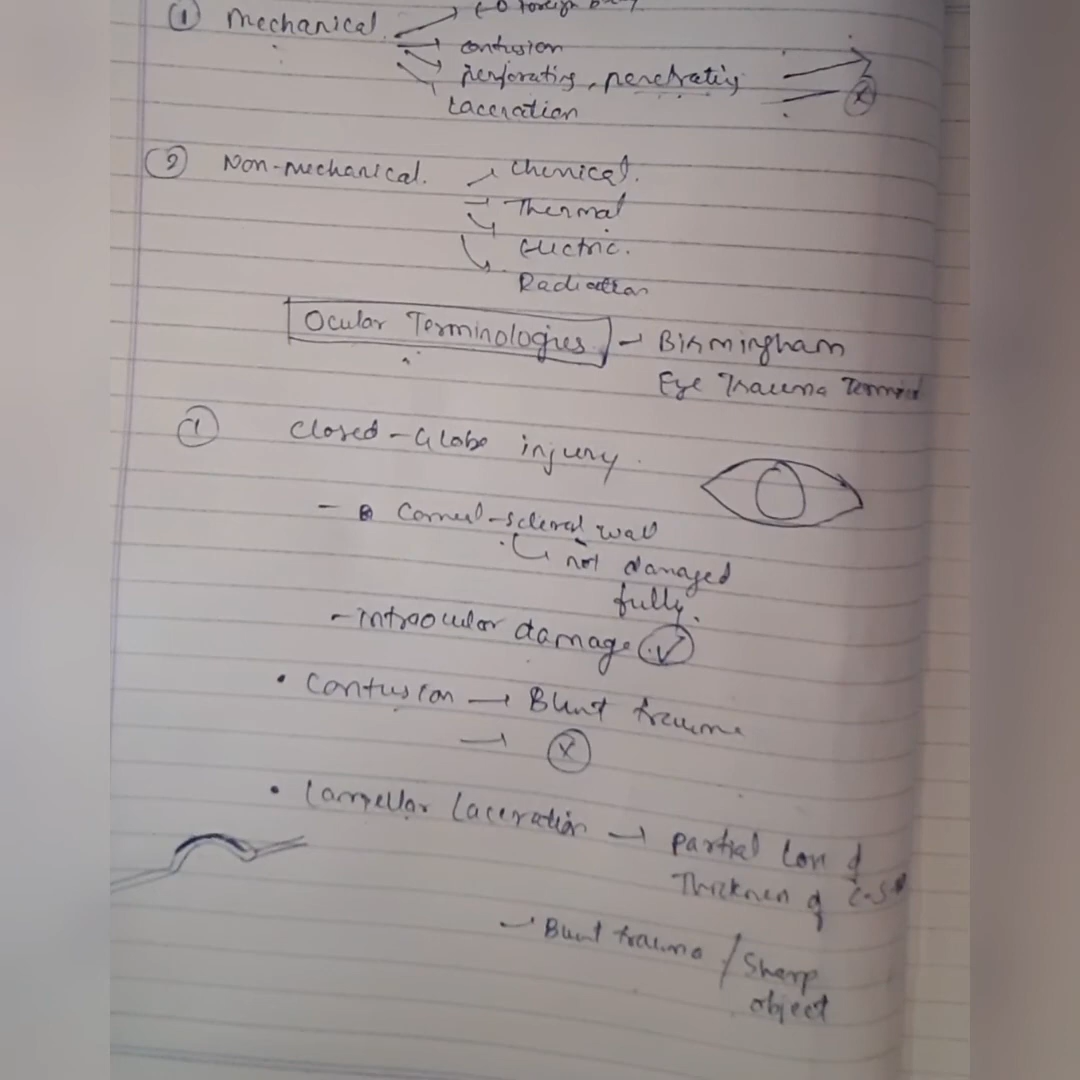 ① Mechanical. foreign
contusion
perforating, penetrating
Laceration
② Non-mechanical. Chemical.
Thermal
Electric.
Radiation
Ocular Terminologies → Birmingham
Eye Trauma
① Closed-Globe injury.
- Corneal-scleral wall
not damaged
fully.
- intraocular damage ✓
• Contusion → Blunt trauma
→ x
• Lamellar Laceration → partial loss of
Thickness of C-S
→ Blunt trauma / Sharp
object